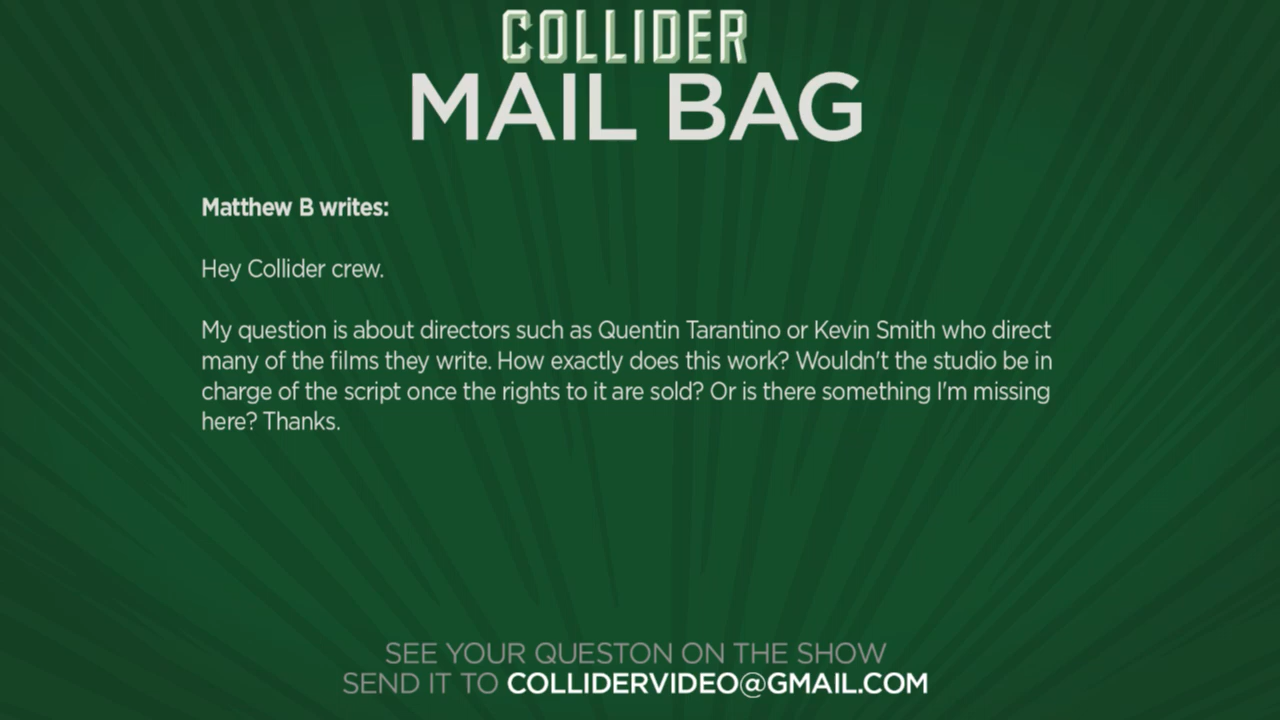 COLLIDER
MAIL BAG
Matthew B writes:
Hey Collider crew.
My question is about directors such as Quentin Tarantino or Kevin Smith who direct
many of the films they write. How exactly does this work? Wouldn't the studio be in
charge of the script once the rights to it are sold? Or is there something I'm missing
here? Thanks.
SEE YOUR QUESTON ON THE SHOW
SEND IT TO COLLIDERVIDEO@GMAIL.COM